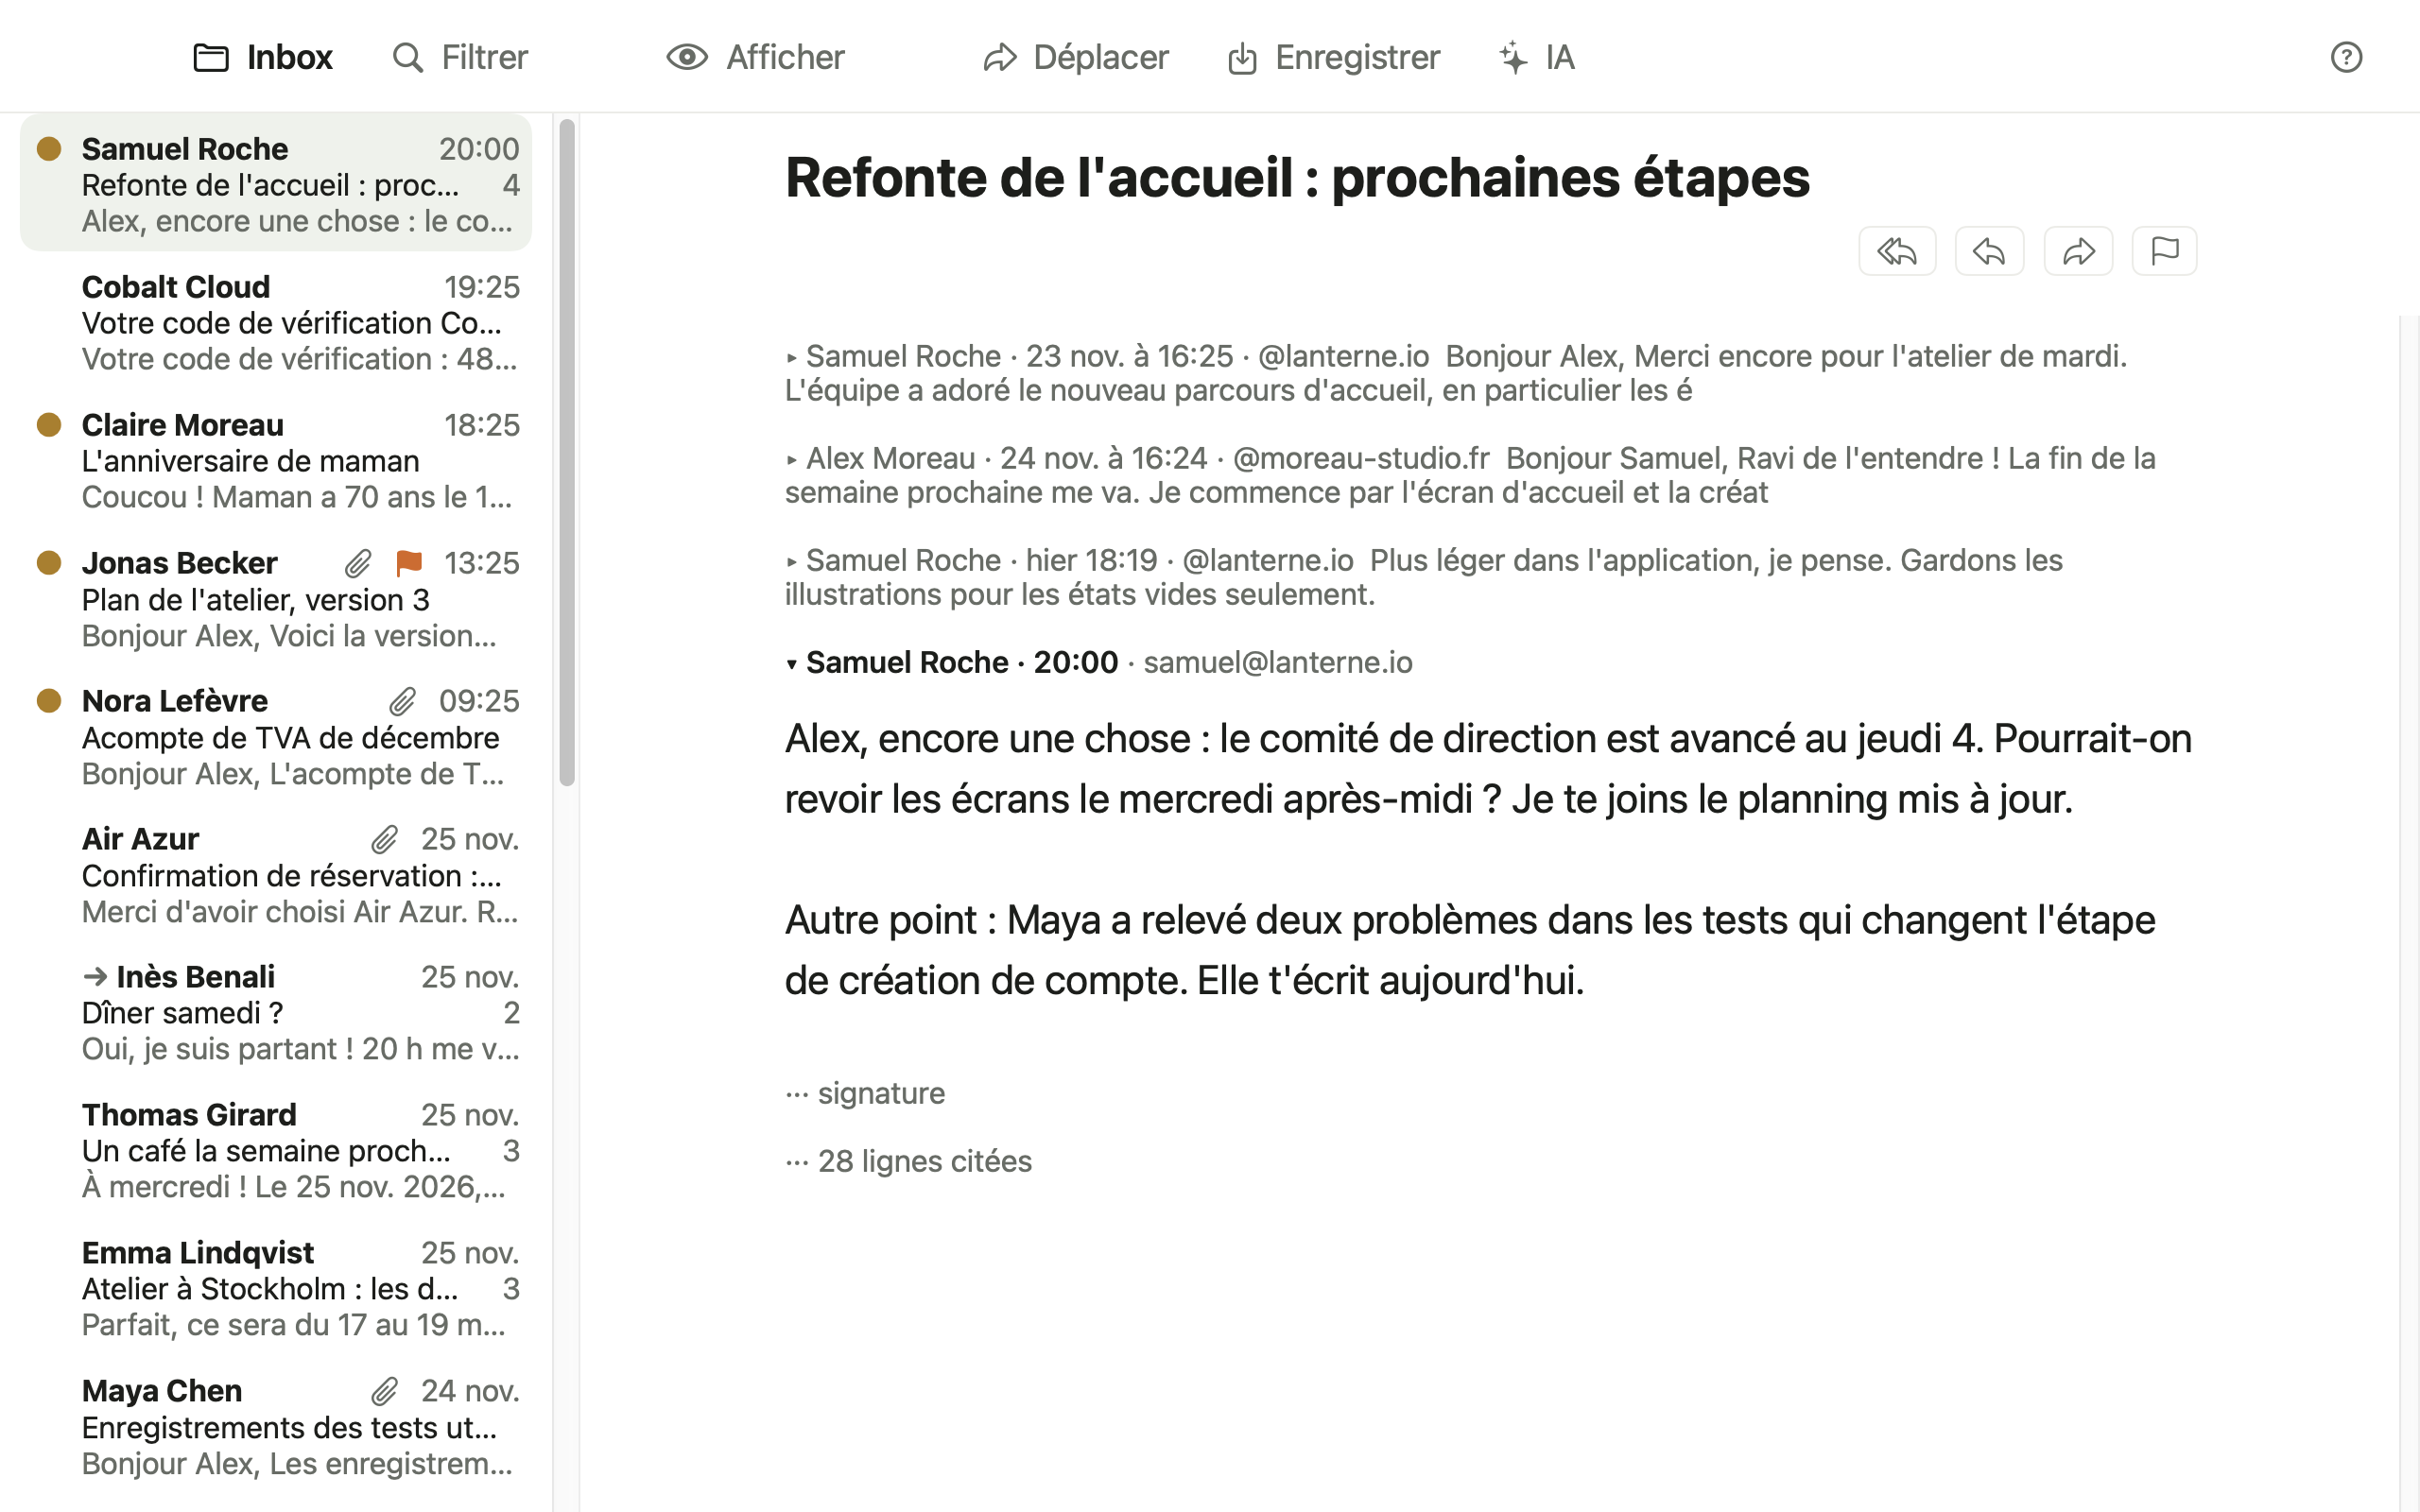 Inbox
Filtrer
Afficher
Déplacer
Enregistrer
IA
Samuel Roche 20:00
Refonte de l'accueil : proc... 4
Alex, encore une chose : le co...
Cobalt Cloud 19:25
Votre code de vérification Co...
Votre code de vérification : 48...
Claire Moreau 18:25
L'anniversaire de maman
Coucou ! Maman a 70 ans le 1...
Jonas Becker 13:25
Plan de l'atelier, version 3
Bonjour Alex, Voici la version...
Nora Lefèvre 09:25
Acompte de TVA de décembre
Bonjour Alex, L'acompte de T...
Air Azur 25 nov.
Confirmation de réservation :...
Merci d'avoir choisi Air Azur. R...
→ Inès Benali 25 nov.
Dîner samedi ? 2
Oui, je suis partant ! 20 h me v...
Thomas Girard 25 nov.
Un café la semaine proch... 3
À mercredi ! Le 25 nov. 2026,...
Emma Lindqvist 25 nov.
Atelier à Stockholm : les d... 3
Parfait, ce sera du 17 au 19 m...
Maya Chen 24 nov.
Enregistrements des tests ut...
Bonjour Alex, Les enregistrem...
Refonte de l'accueil : prochaines étapes
▸ Samuel Roche · 23 nov. à 16:25 · @lanterne.io Bonjour Alex, Merci encore pour l'atelier de mardi.
L'équipe a adoré le nouveau parcours d'accueil, en particulier les é
▸ Alex Moreau · 24 nov. à 16:24 · @moreau-studio.fr Bonjour Samuel, Ravi de l'entendre ! La fin de la
semaine prochaine me va. Je commence par l'écran d'accueil et la créat
▸ Samuel Roche · hier 18:19 · @lanterne.io Plus léger dans l'application, je pense. Gardons les
illustrations pour les états vides seulement.
▾ Samuel Roche · 20:00 · samuel@lanterne.io
Alex, encore une chose : le comité de direction est avancé au jeudi 4. Pourrait-on
revoir les écrans le mercredi après-midi ? Je te joins le planning mis à jour.
Autre point : Maya a relevé deux problèmes dans les tests qui changent l'étape
de création de compte. Elle t'écrit aujourd'hui.
··· signature
··· 28 lignes citées